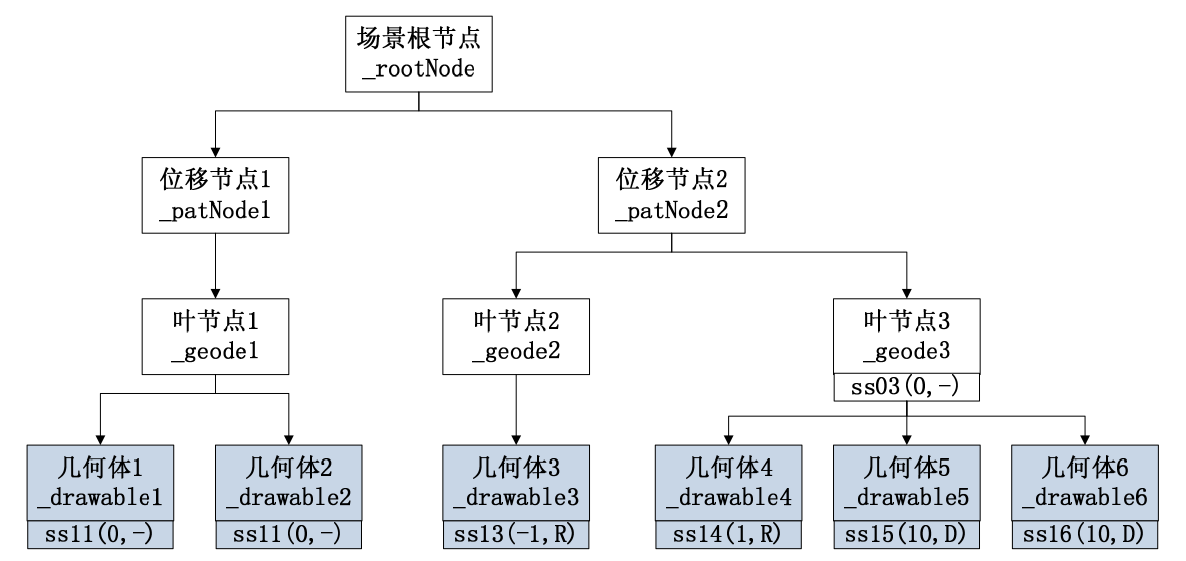 场景根节点
_rootNode
位移节点1
_patNode1
位移节点2
_patNode2
叶节点1
_geode1
叶节点2
_geode2
叶节点3
_geode3
ss03(0,-)
几何体1
_drawable1
ss11(0,-)
几何体2
_drawable2
ss11(0,-)
几何体3
_drawable3
ss13(-1,R)
几何体4
_drawable4
ss14(1,R)
几何体5
_drawable5
ss15(10,D)
几何体6
_drawable6
ss16(10,D)